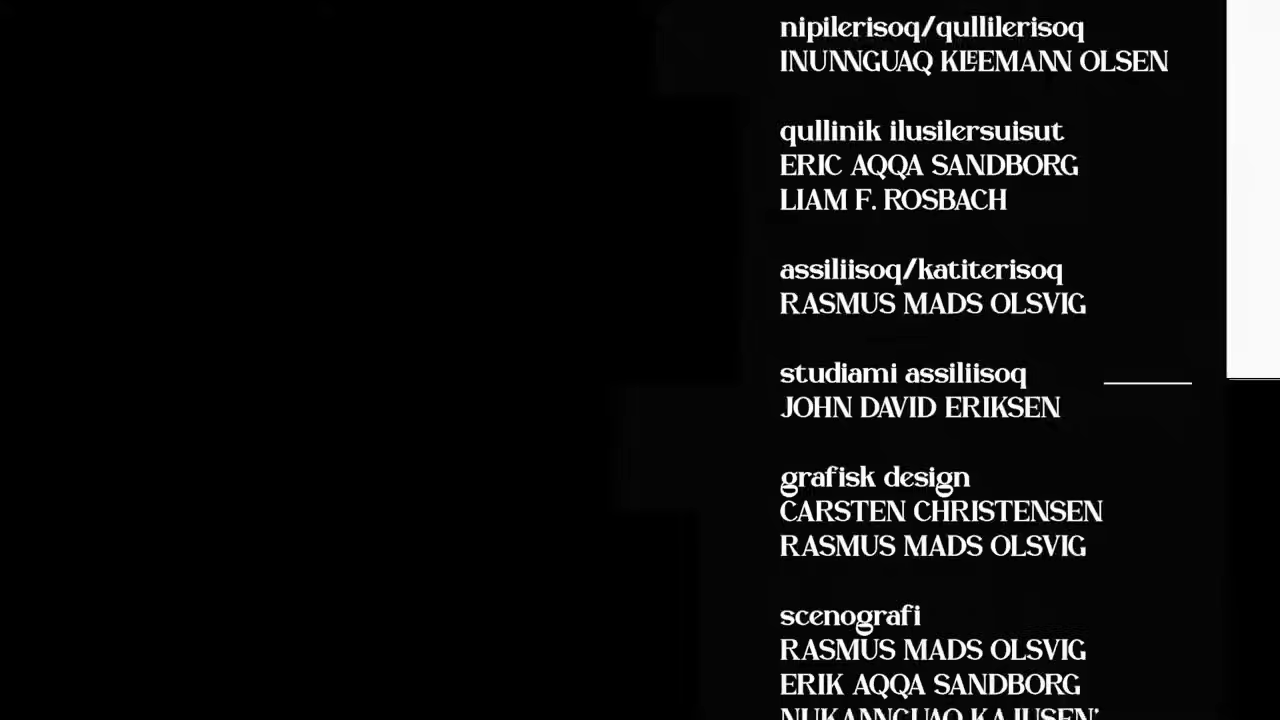 nipilerisoq/qullilerisoq
INUNNGUAQ KLEEMANN OLSEN
qullinik ilusilersuisut
ERIC AQQA SANDBORG
LIAM F. ROSBACH
assiliisoq/katiterisoq
RASMUS MADS OLSVIG
studiami assiliisoq
JOHN DAVID ERIKSEN
grafisk design
CARSTEN CHRISTENSEN
RASMUS MADS OLSVIG
scenografi
RASMUS MADS OLSVIG
ERIK AQQA SANDBORG